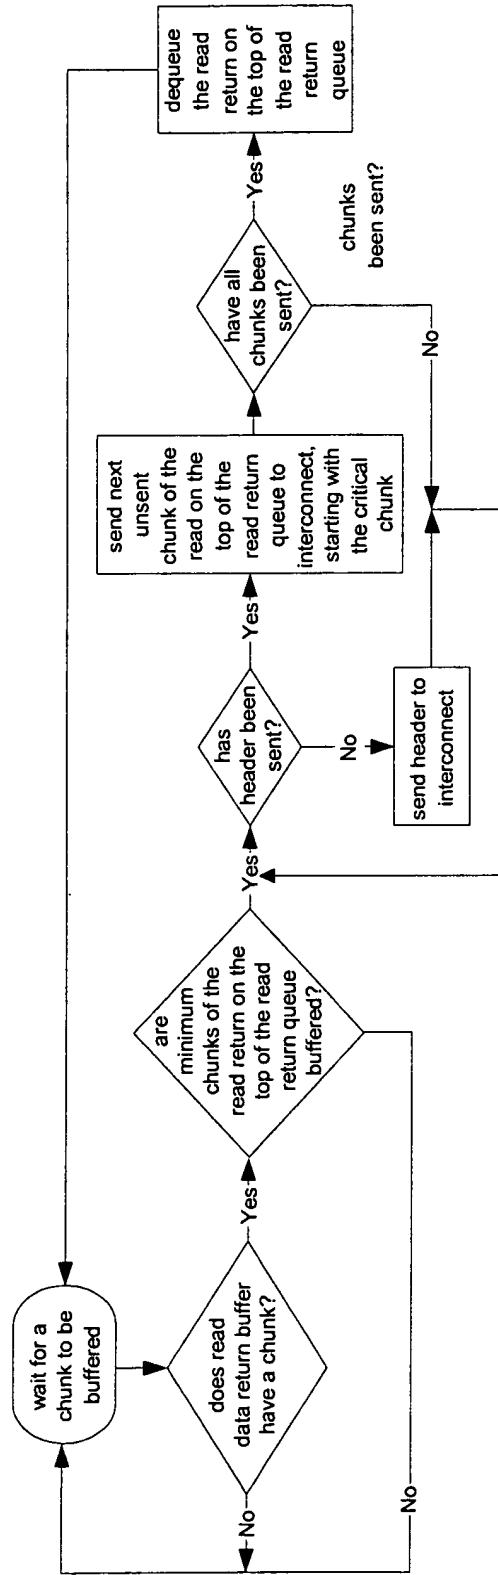 wait for a
chunk to be
buffered
does read
data return buffer
have a chunk?
No
Yes
are
minimum
chunks of the
read return on the
top of the read
return queue
buffered?
No
Yes
has
header been
sent?
No
send header to
interconnect
Yes
send next
unsent
chunk of the
read on the
top of the
read return
queue to
interconnect,
starting with
the critical
chunk
have all
chunks been
sent?
No
chunks
been sent?
Yes
dequeue
the read
return on
the top of
the read
return
queue